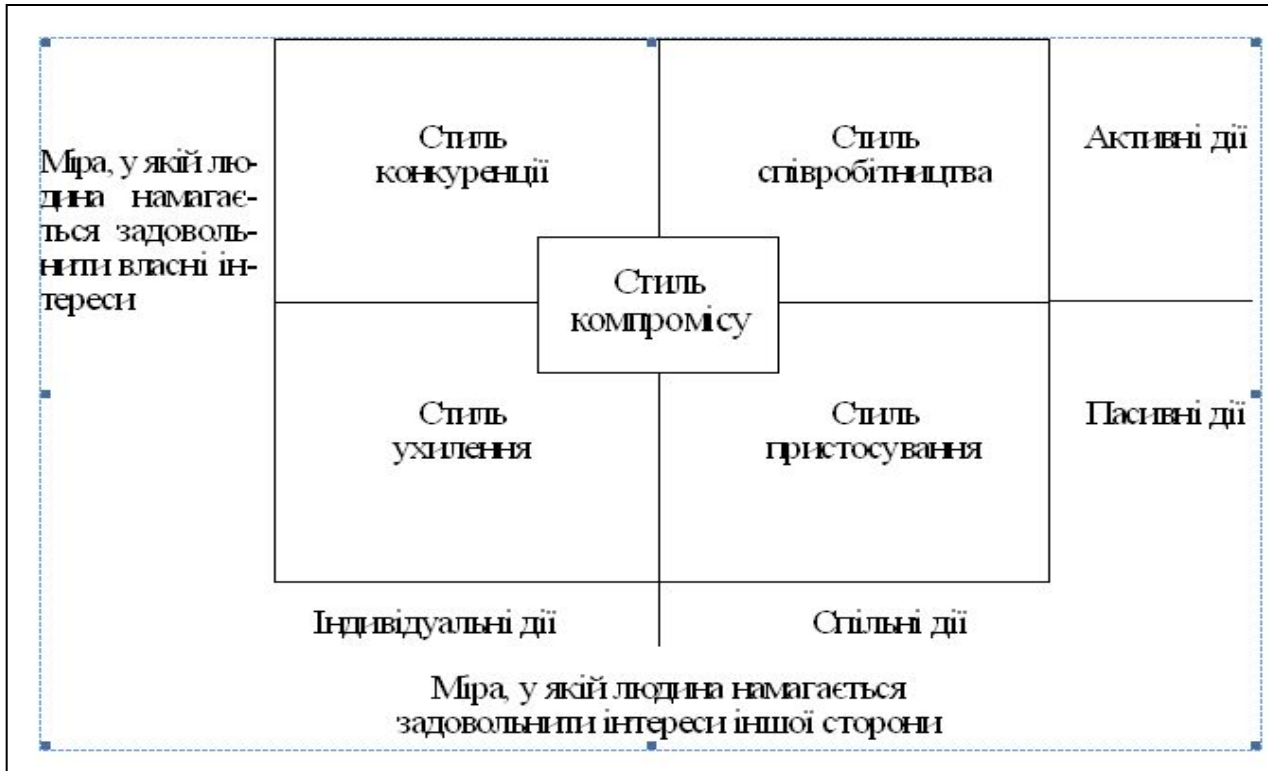 Міра, у якій лю-
дина намагаєть-
ться задоволь-
нити власні ін-
тереси
Стиль
конкуренції
Стиль
співробітництва
Активні дії
Стиль
компромісу
Стиль
ухилення
Стиль
пристосування
Пасивні дії
Індивідуальні дії
Спільні дії
Міра, у якій людина намагається
задовольнити інтереси іншої сторони